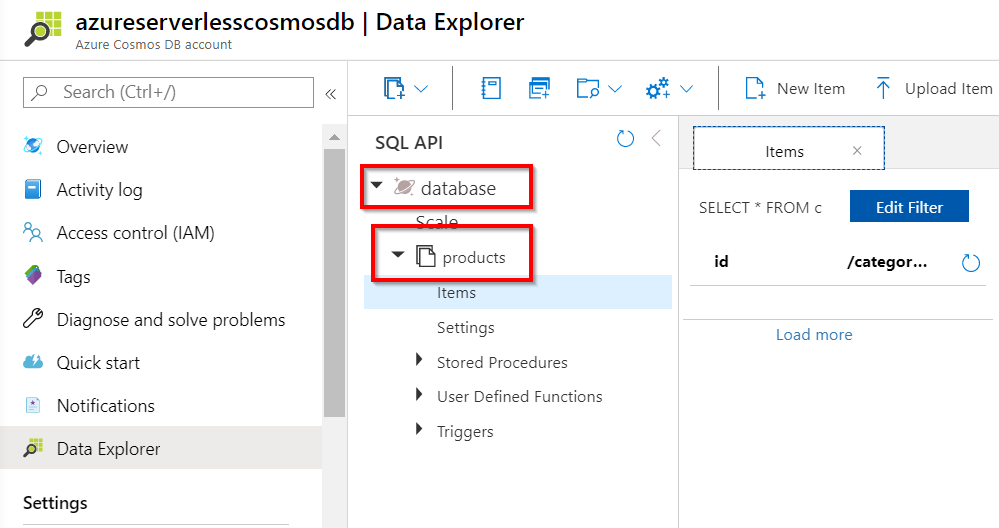 azureserverlesscosmosdb | Data Explorer
Azure Cosmos DB account
Search (Ctrl+/)
«
Overview
Activity log
Access control (IAM)
Tags
Diagnose and solve problems
Quick start
Notifications
Data Explorer
Settings
New Item
Upload Item
SQL API
database
Scale
products
Items
Settings
Stored Procedures
User Defined Functions
Triggers
Items
SELECT * FROM c
Edit Filter
id /categor...
Load more